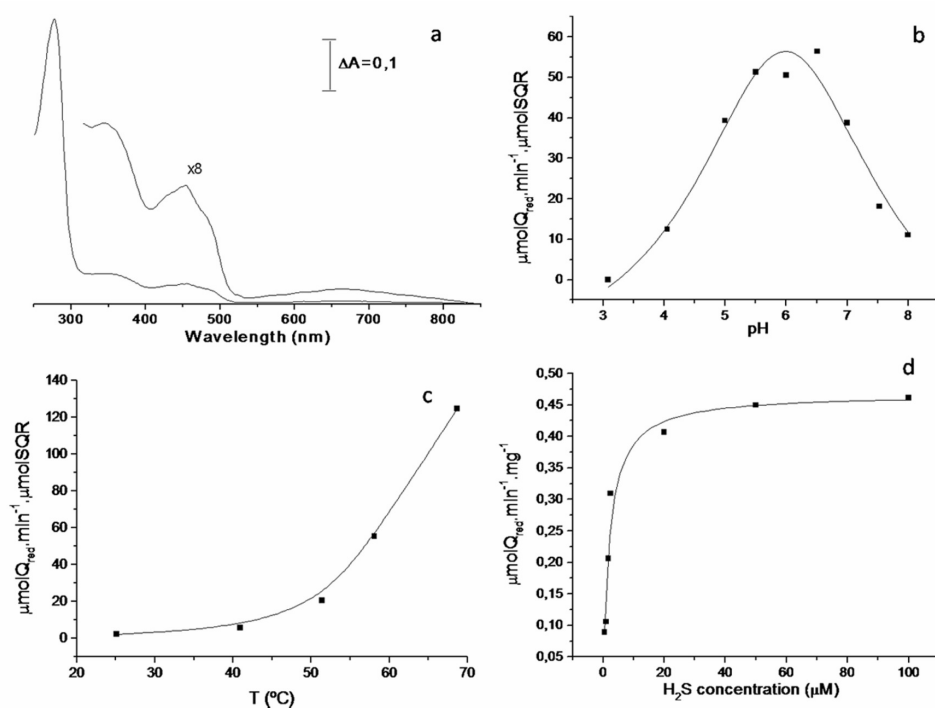 a
ΔA=0,1
x8
300 400 500 600 700 800
Wavelength (nm)
b
60
50
40
30
20
10
0
3 4 5 6 7 8
pH
μmolQred.min-1.μmolSQR
c
140
120
100
80
60
40
20
0
20 30 40 50 60 70
T (ºC)
μmolQred.min-1.μmolSQR
d
0,50
0,45
0,40
0,35
0,30
0,25
0,20
0,15
0,10
0,05
0 20 40 60 80 100
H2S concentration (μM)
μmolQred.min-1.mg-1